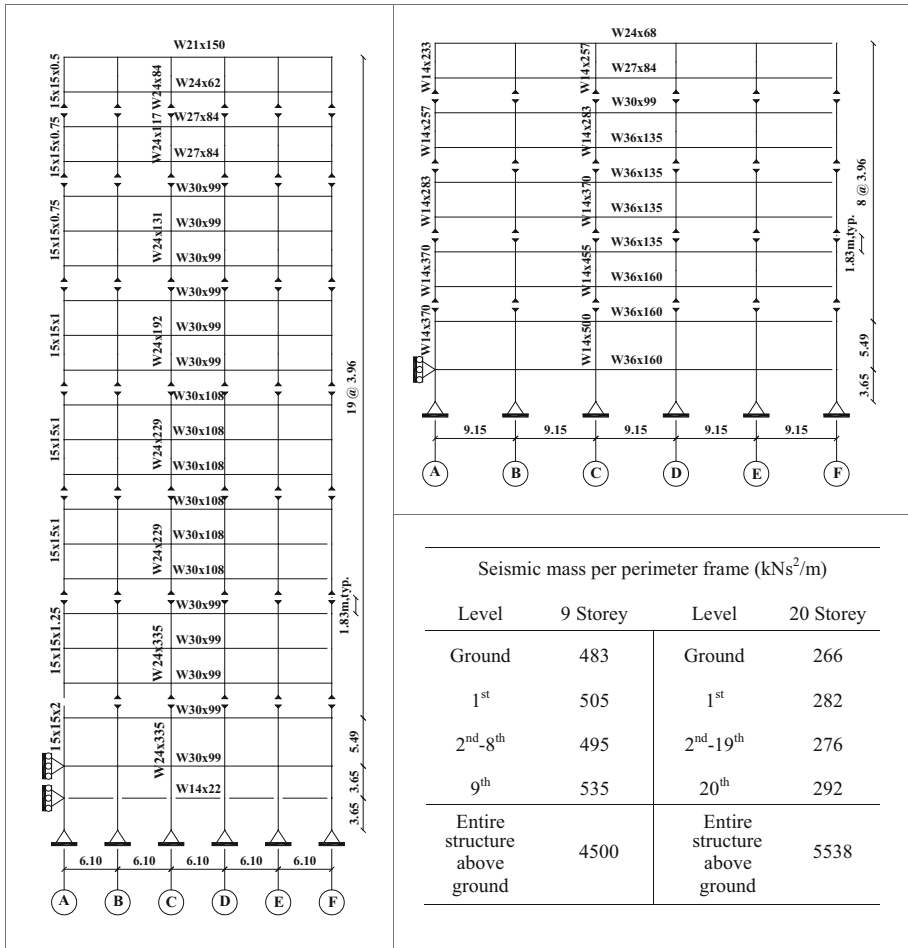 W21x150
W24x62
W27x84
W27x84
W30x99
W30x99
W30x99
W30x99
W30x99
W30x99
W30x108
W30x108
W30x108
W30x108
W30x108
W30x108
W30x99
W30x99
W30x99
W30x99
W30x99
W14x22
15x15x0.5
15x15x0.75
15x15x0.75
15x15x1
15x15x1
15x15x1
15x15x1.25
15x15x2
W24x84
W24x117
W24x131
W24x192
W24x229
W24x229
W24x335
W24x335
19 @ 3.96
1.83m,typ.
5.49
3.65
3.65
6.10 6.10 6.10 6.10 6.10
A B C D E F
W24x68
W27x84
W30x99
W36x135
W36x135
W36x135
W36x135
W36x160
W36x160
W36x160
W14x233
W14x257
W14x283
W14x370
W14x370
W14x257
W14x283
W14x370
W14x455
W14x500
8 @ 3.96
1.83m,typ.
5.49
3.65
9.15 9.15 9.15 9.15 9.15
A B C D E F
Seismic mass per perimeter frame (kNs²/m)
Level 9 Storey Level 20 Storey
Ground 483 Ground 266
1st 505 1st 282
2nd-8th 495 2nd-19th 276
9th 535 20th 292
Entire structure above ground 4500 Entire structure above ground 5538